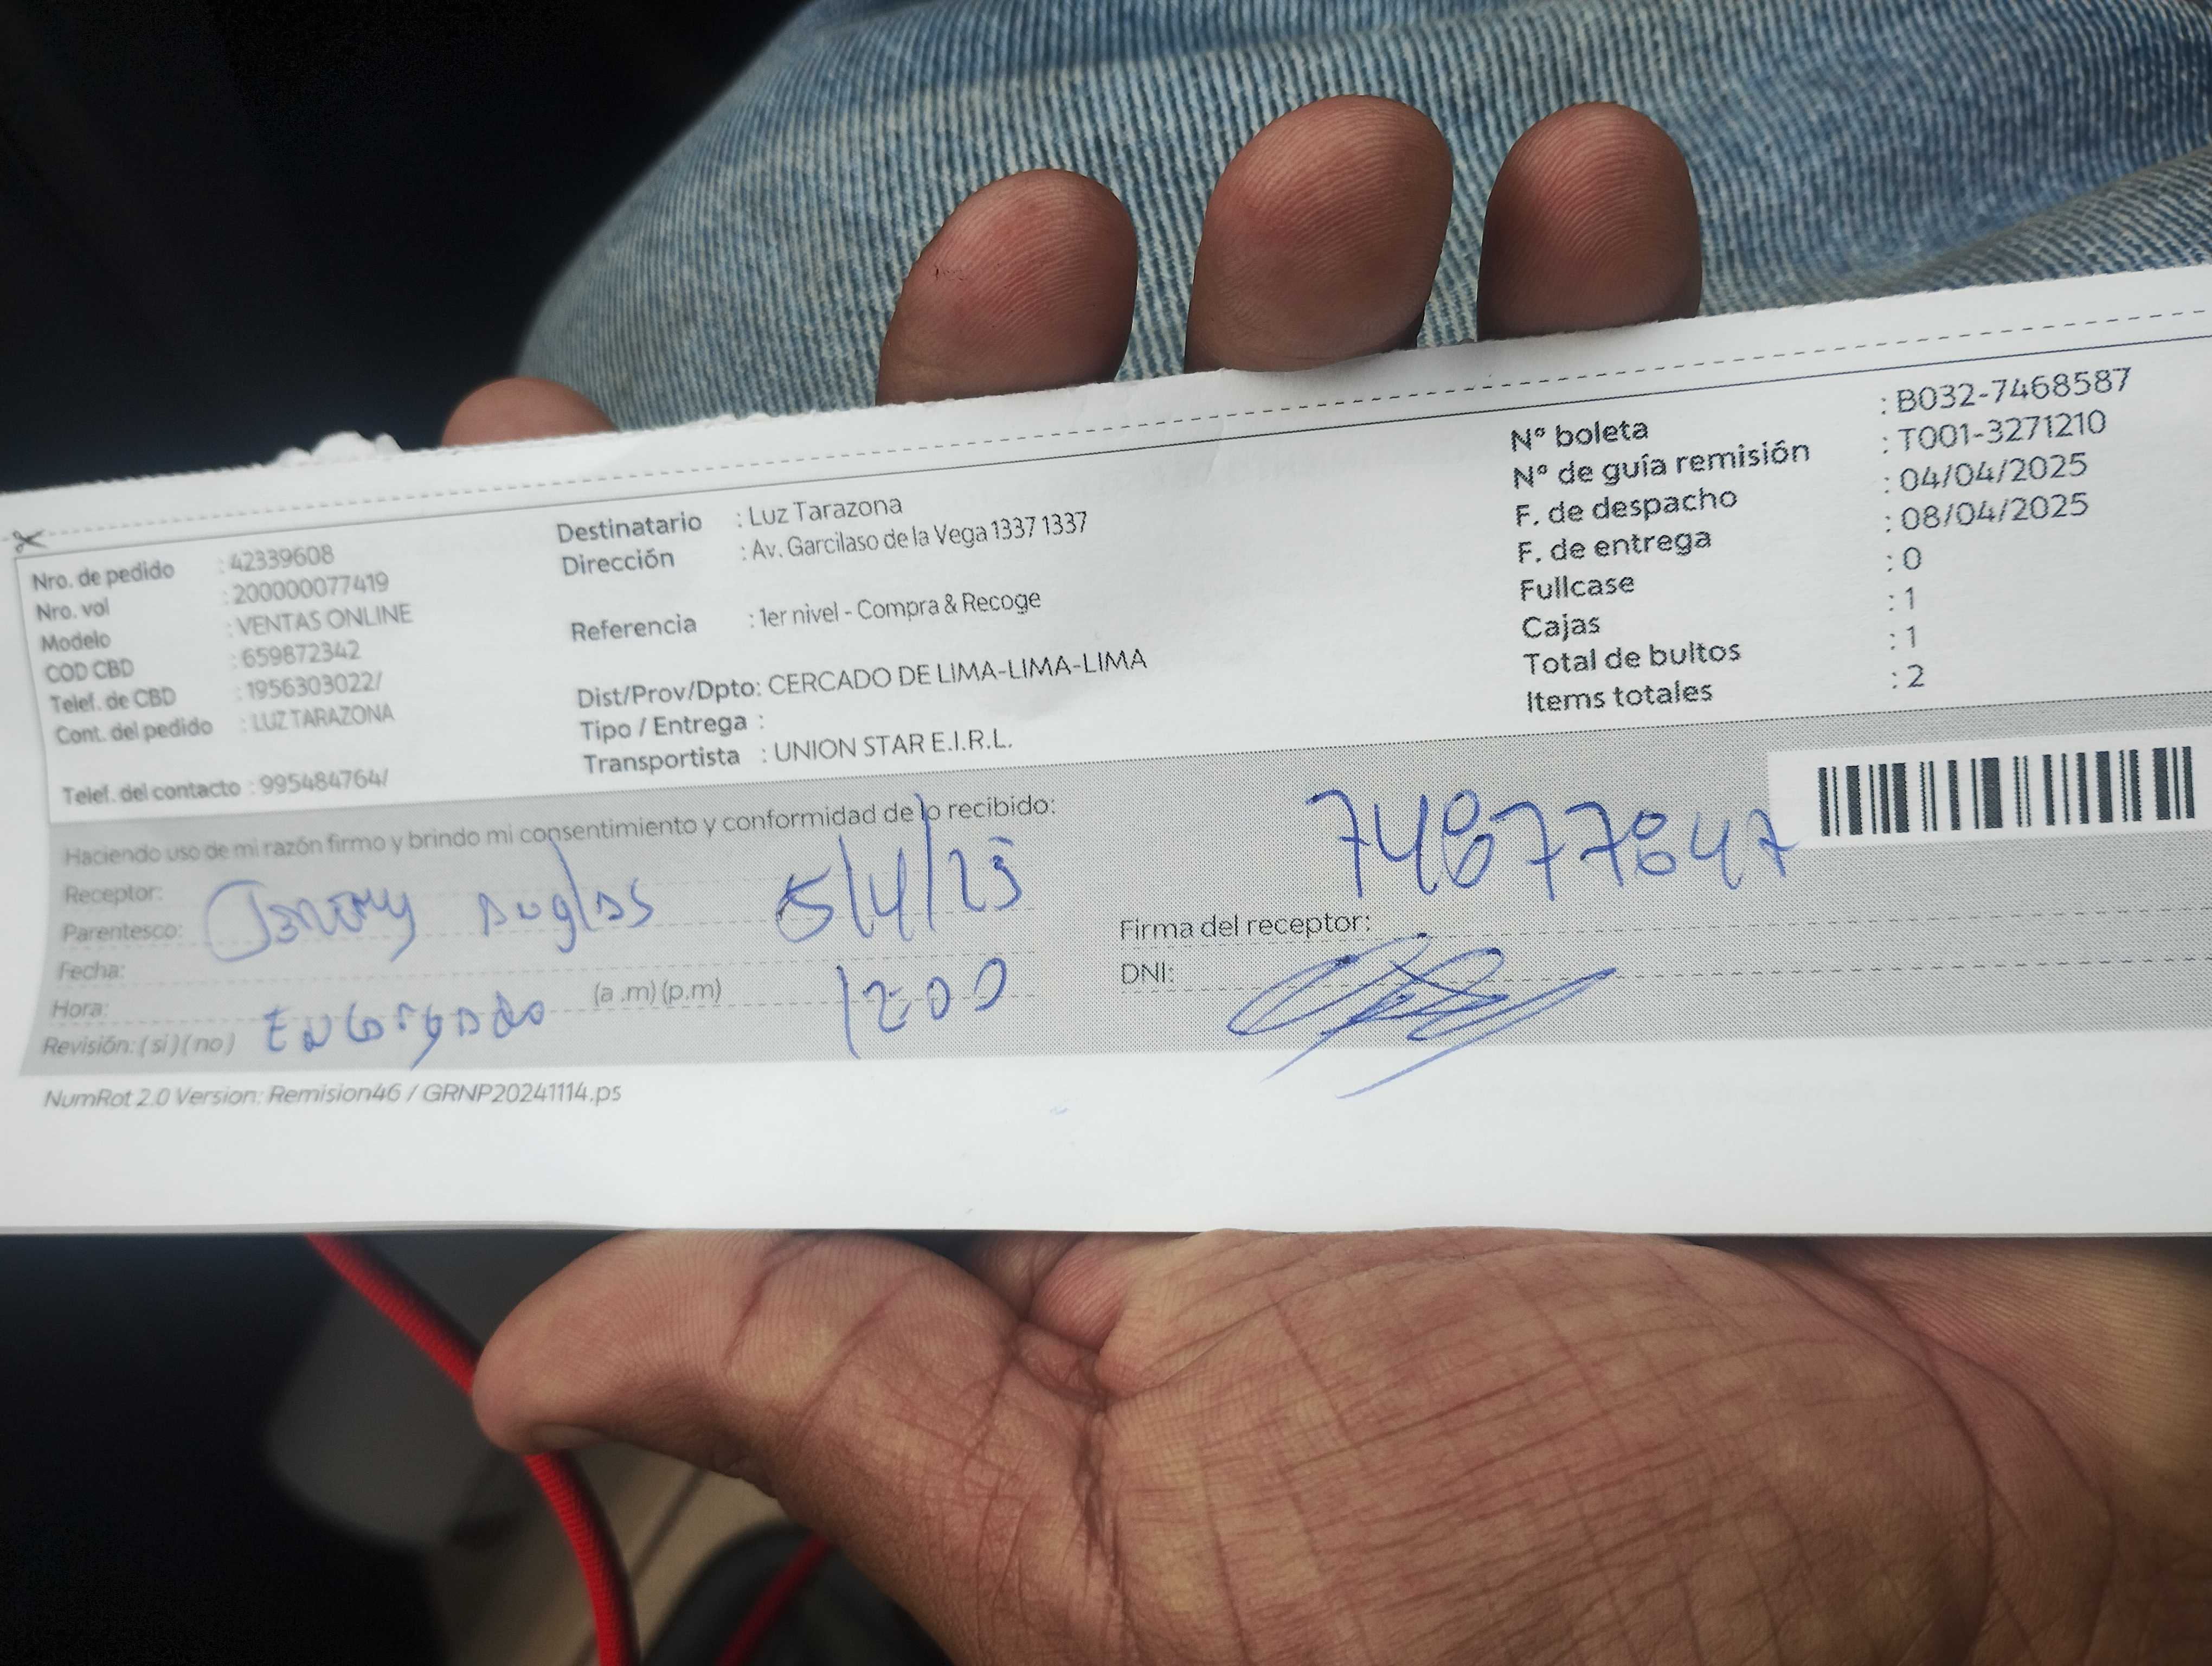 Nro. de pedido : 42339608
Nro. vol : 200000077419
Modelo : VENTAS ONLINE
COD CBD : 659872342
Telef. de CBD : 1956303022/
Cont. del pedido : LUZ TARAZONA
Telef. del contacto : 995484764/
Destinatario : Luz Tarazona
Dirección : Av. Garcilaso de la Vega 1337 1337
Referencia : 1er nivel - Compra & Recoge
Dist/Prov/Dpto: CERCADO DE LIMA-LIMA-LIMA
Tipo / Entrega :
Transportista : UNION STAR E.I.R.L.
N° boleta : B032-7468587
N° de guía remisión : T001-3271210
F. de despacho : 04/04/2025
F. de entrega : 08/04/2025
Fullcase : 0
Cajas : 1
Total de bultos : 1
Items totales : 2
Haciendo uso de mi razón firmo y brindo mi consentimiento y conformidad de lo recibido:
Receptor:
Parentesco:
5/4/25
Fecha:
Hora: (a .m) (p.m) 1200
Revisión: ( si ) ( no ) Encargado
74877847
Firma del receptor:
DNI:
NumRot 2.0 Version: Remision46 / GRNP20241114.ps